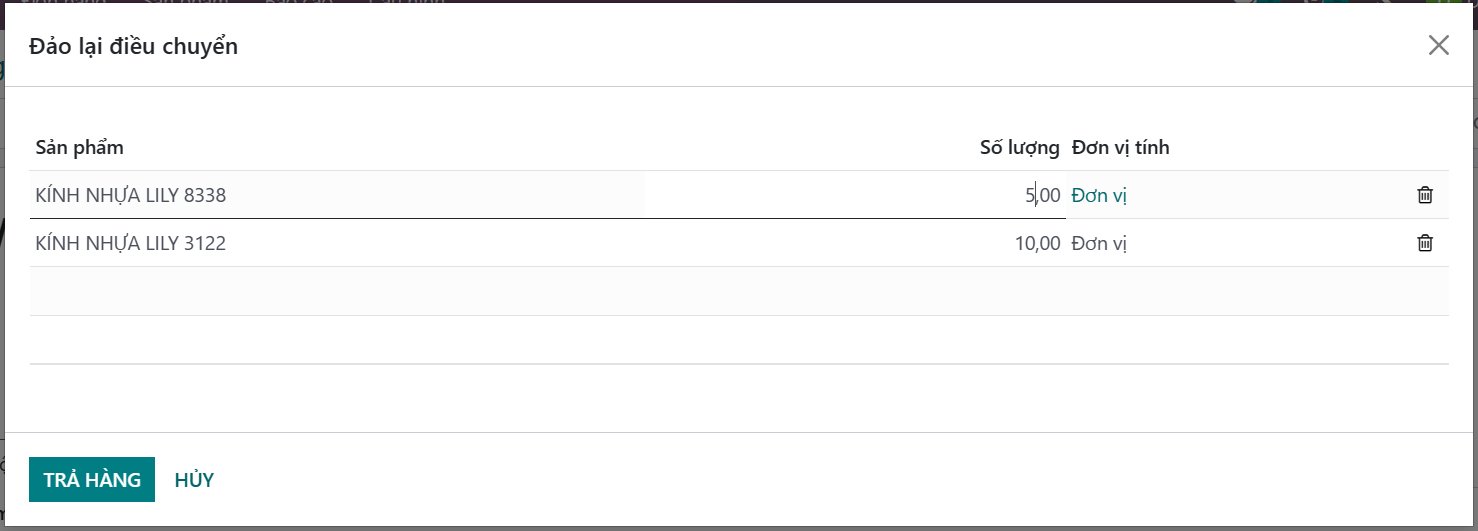 Đảo lại điều chuyển
Sản phẩm Số lượng Đơn vị tính
KÍNH NHỰA LILY 8338 5,00 Đơn vị
KÍNH NHỰA LILY 3122 10,00 Đơn vị
TRẢ HÀNG HỦY